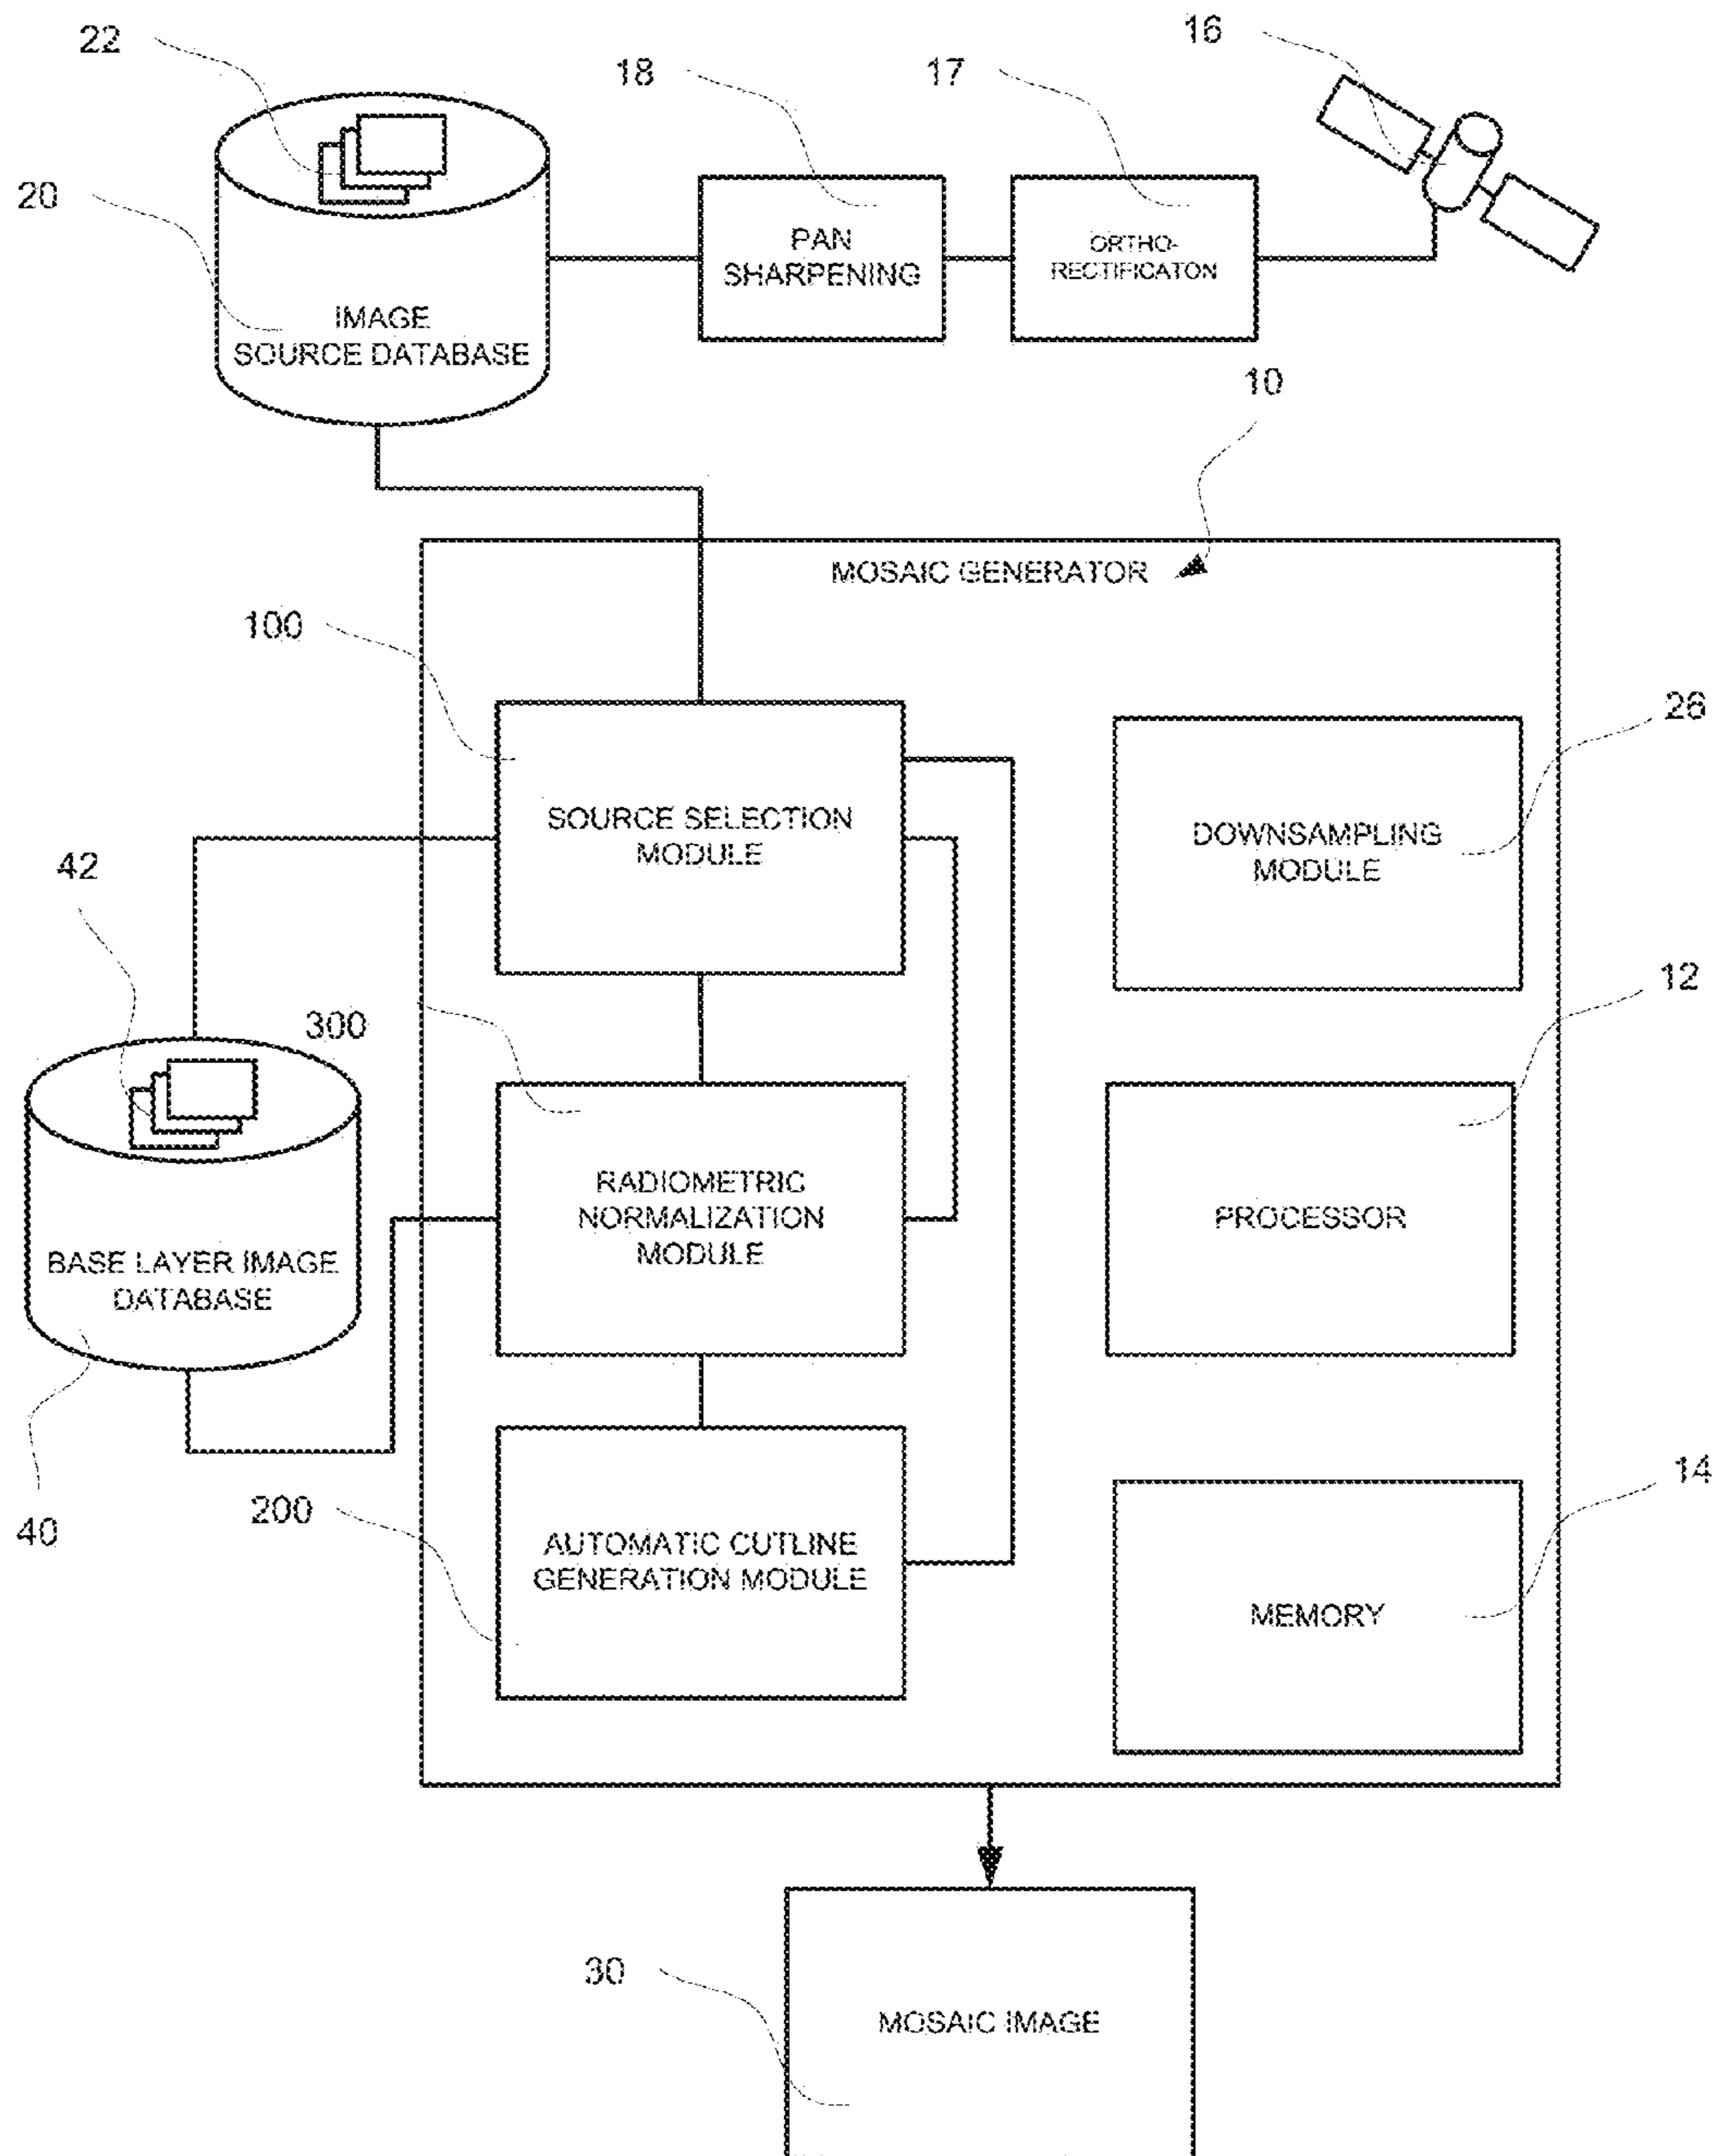 22
18
17
16
20
PAN
SHARPENING
ORTHO-
RECTIFICATON
IMAGE
SOURCE DATABASE
10
MOSAIC GENERATOR
100
26
SOURCE SELECTION
MODULE
DOWNSAMPLING
MODULE
42
12
300
RADIOMETRIC
NORMALIZATION
MODULE
PROCESSOR
BASE LAYER IMAGE
DATABASE
14
200
40
AUTOMATIC CUTLINE
GENERATION MODULE
MEMORY
30
MOSAIC IMAGE